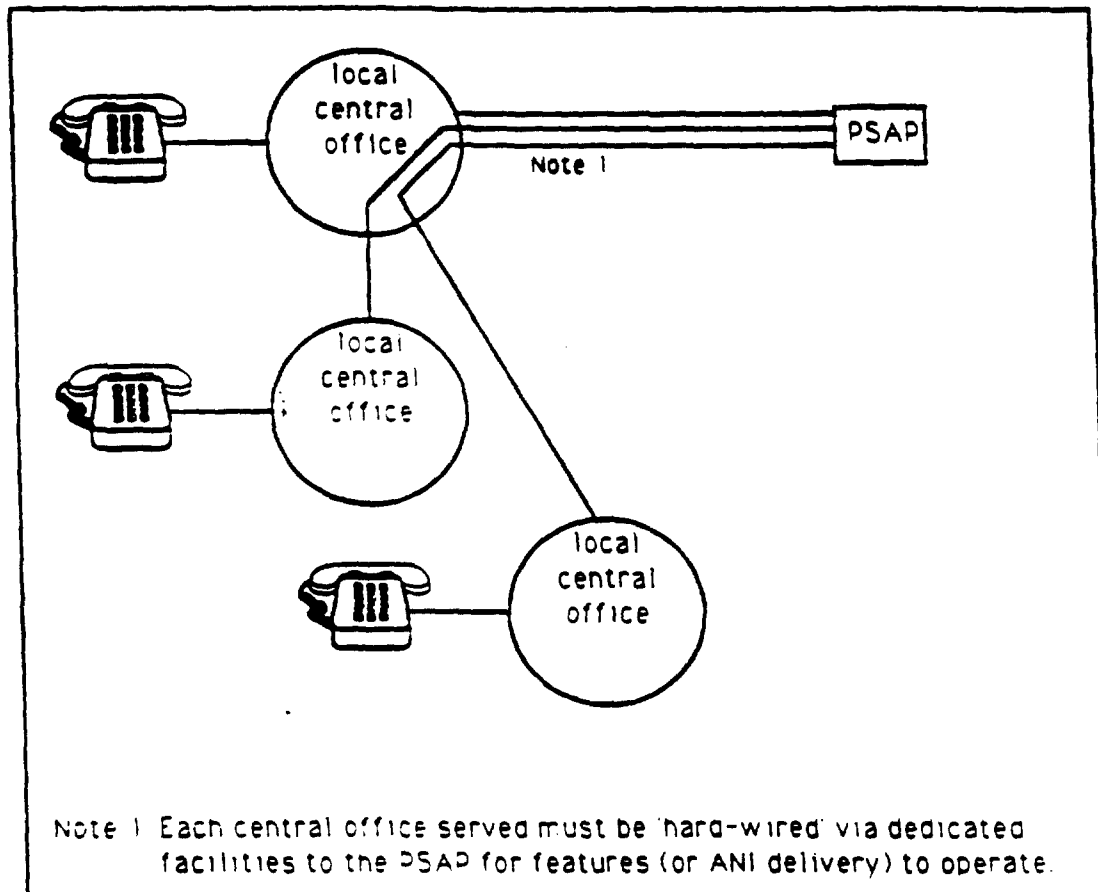 local
central
office
PSAP
Note 1
local
central
office
local
central
office
Note 1 Each central office served must be 'hard-wired' via dedicated
facilities to the PSAP for features (or ANI delivery) to operate.